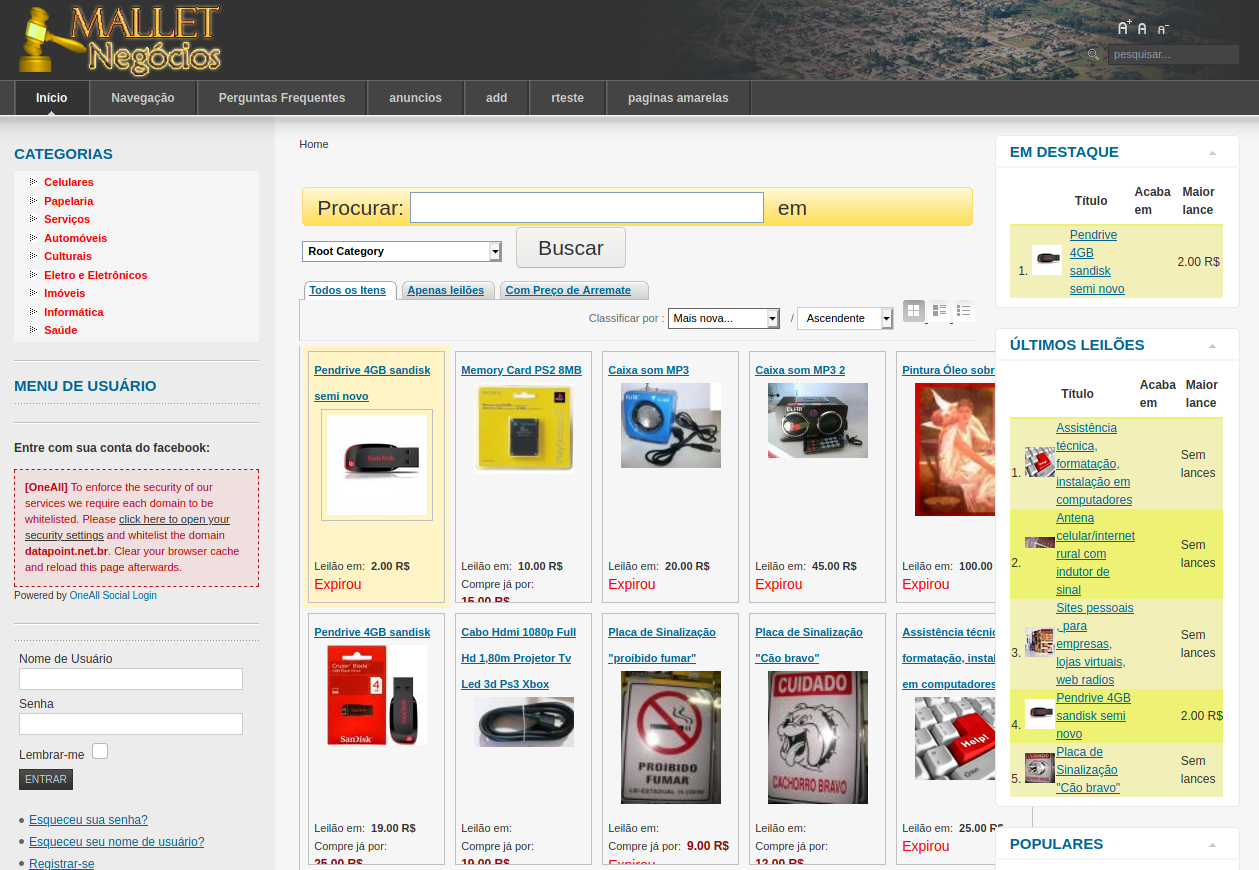 MALLET
Negócios
A+ A A-
pesquisar...
Início
Navegação
Perguntas Frequentes
anuncios
add
rteste
paginas amarelas
CATEGORIAS
Celulares
Papelaria
Serviços
Automóveis
Culturais
Eletro e Eletrônicos
Imóveis
Informática
Saúde
MENU DE USUÁRIO
Entre com sua conta do facebook:
[OneAll] To enforce the security of our
services we require each domain to be
whitelisted. Please click here to open your
security settings and whitelist the domain
datapoint.net.br. Clear your browser cache
and reload this page afterwards.
Powered by OneAll Social Login
Nome de Usuário
Senha
Lembrar-me
ENTRAR
Esqueceu sua senha?
Esqueceu seu nome de usuário?
Registrar-se
Home
Procurar: em
Root Category
Buscar
Todos os Itens
Apenas leilões
Com Preço de Arremate
Classificar por : Mais nova... / Ascendente
Pendrive 4GB sandisk
semi novo
SanDisk
Leilão em: 2.00 R$
Expirou
Memory Card PS2 8MB
Leilão em: 10.00 R$
Compre já por:
15.00 R$
Caixa som MP3
Leilão em: 20.00 R$
Expirou
Caixa som MP3 2
Leilão em: 45.00 R$
Expirou
Pintura Óleo sobr
Leilão em: 100.00
Expirou
Pendrive 4GB sandisk
4
SanDisk
Leilão em: 19.00 R$
Compre já por:
25.00 R$
Cabo Hdmi 1080p Full
Hd 1,80m Projetor Tv
Led 3d Ps3 Xbox
Leilão em:
Compre já por:
19.00 R$
Placa de Sinalização
"proibido fumar"
PROIBIDO
FUMAR
Leilão em:
Compre já por: 9.00 R$
Expirou
Placa de Sinalização
"Cão bravo"
CUIDADO
CACHORRO BRAVO
Leilão em:
Compre já por:
12.00 R$
Assistência técnic
formatação, instal
em computadores
Help!
Leilão em: 25.00 R$
Expirou
EM DESTAQUE
Título
Acaba
em
Maior
lance
1. Pendrive
4GB
sandisk
semi novo
2.00 R$
ÚLTIMOS LEILÕES
Título
Acaba
em
Maior
lance
1. Assistência
técnica,
formatação,
instalação em
computadores
Sem
lances
2. Antena
celular/internet
rural com
indutor de
sinal
Sem
lances
3. Sites pessoais
, para
empresas,
lojas virtuais,
web radios
Sem
lances
4. Pendrive 4GB
sandisk semi
novo
2.00 R$
5. Placa de
Sinalização
"Cão bravo"
Sem
lances
POPULARES